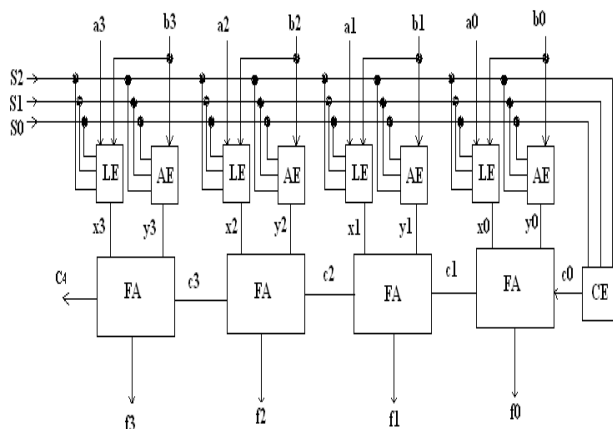 a3 b3 a2 b2 a1 b1 a0 b0
S2
S1
S0
LE AE LE AE LE AE LE AE
x3 y3 x2 y2 x1 y1 x0 y0
C4 FA c3 FA c2 FA c1 FA c0 CE
f3 f2 f1 f0